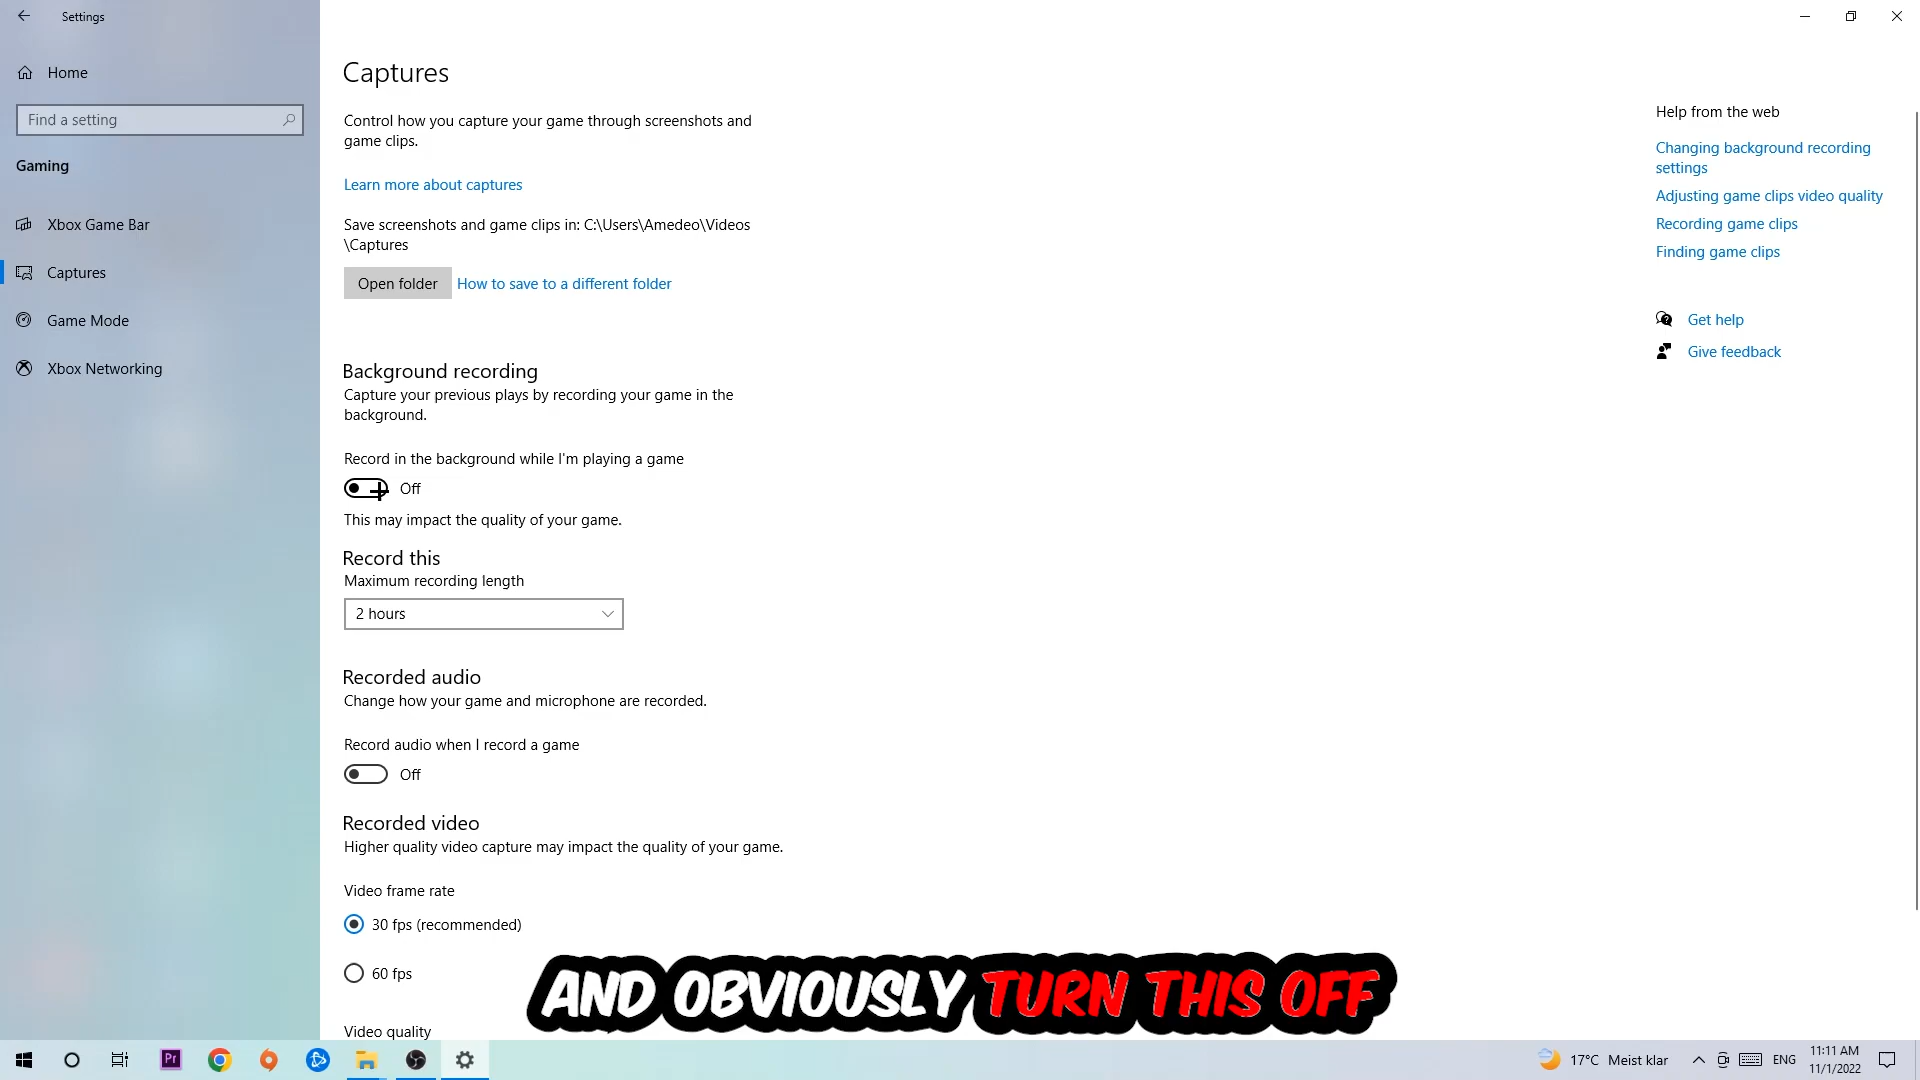 Settings
Home
Find a setting
Gaming
Xbox Game Bar
Captures
Game Mode
Xbox Networking
Captures
Control how you capture your game through screenshots and
game clips.
Learn more about captures
Save screenshots and game clips in: C:\Users\Amedeo\Videos
\Captures
Open folder
How to save to a different folder
Background recording
Capture your previous plays by recording your game in the
background.
Record in the background while I'm playing a game
Off
This may impact the quality of your game.
Record this
Maximum recording length
2 hours
Recorded audio
Change how your game and microphone are recorded.
Record audio when I record a game
Off
Recorded video
Higher quality video capture may impact the quality of your game.
Video frame rate
30 fps (recommended)
60 fps
Video quality
Help from the web
Changing background recording
settings
Adjusting game clips video quality
Recording game clips
Finding game clips
Get help
Give feedback
AND OBVIOUSLY TURN THIS OFF
Pr
17°C Meist klar
ENG
11:11 AM
11/1/2022